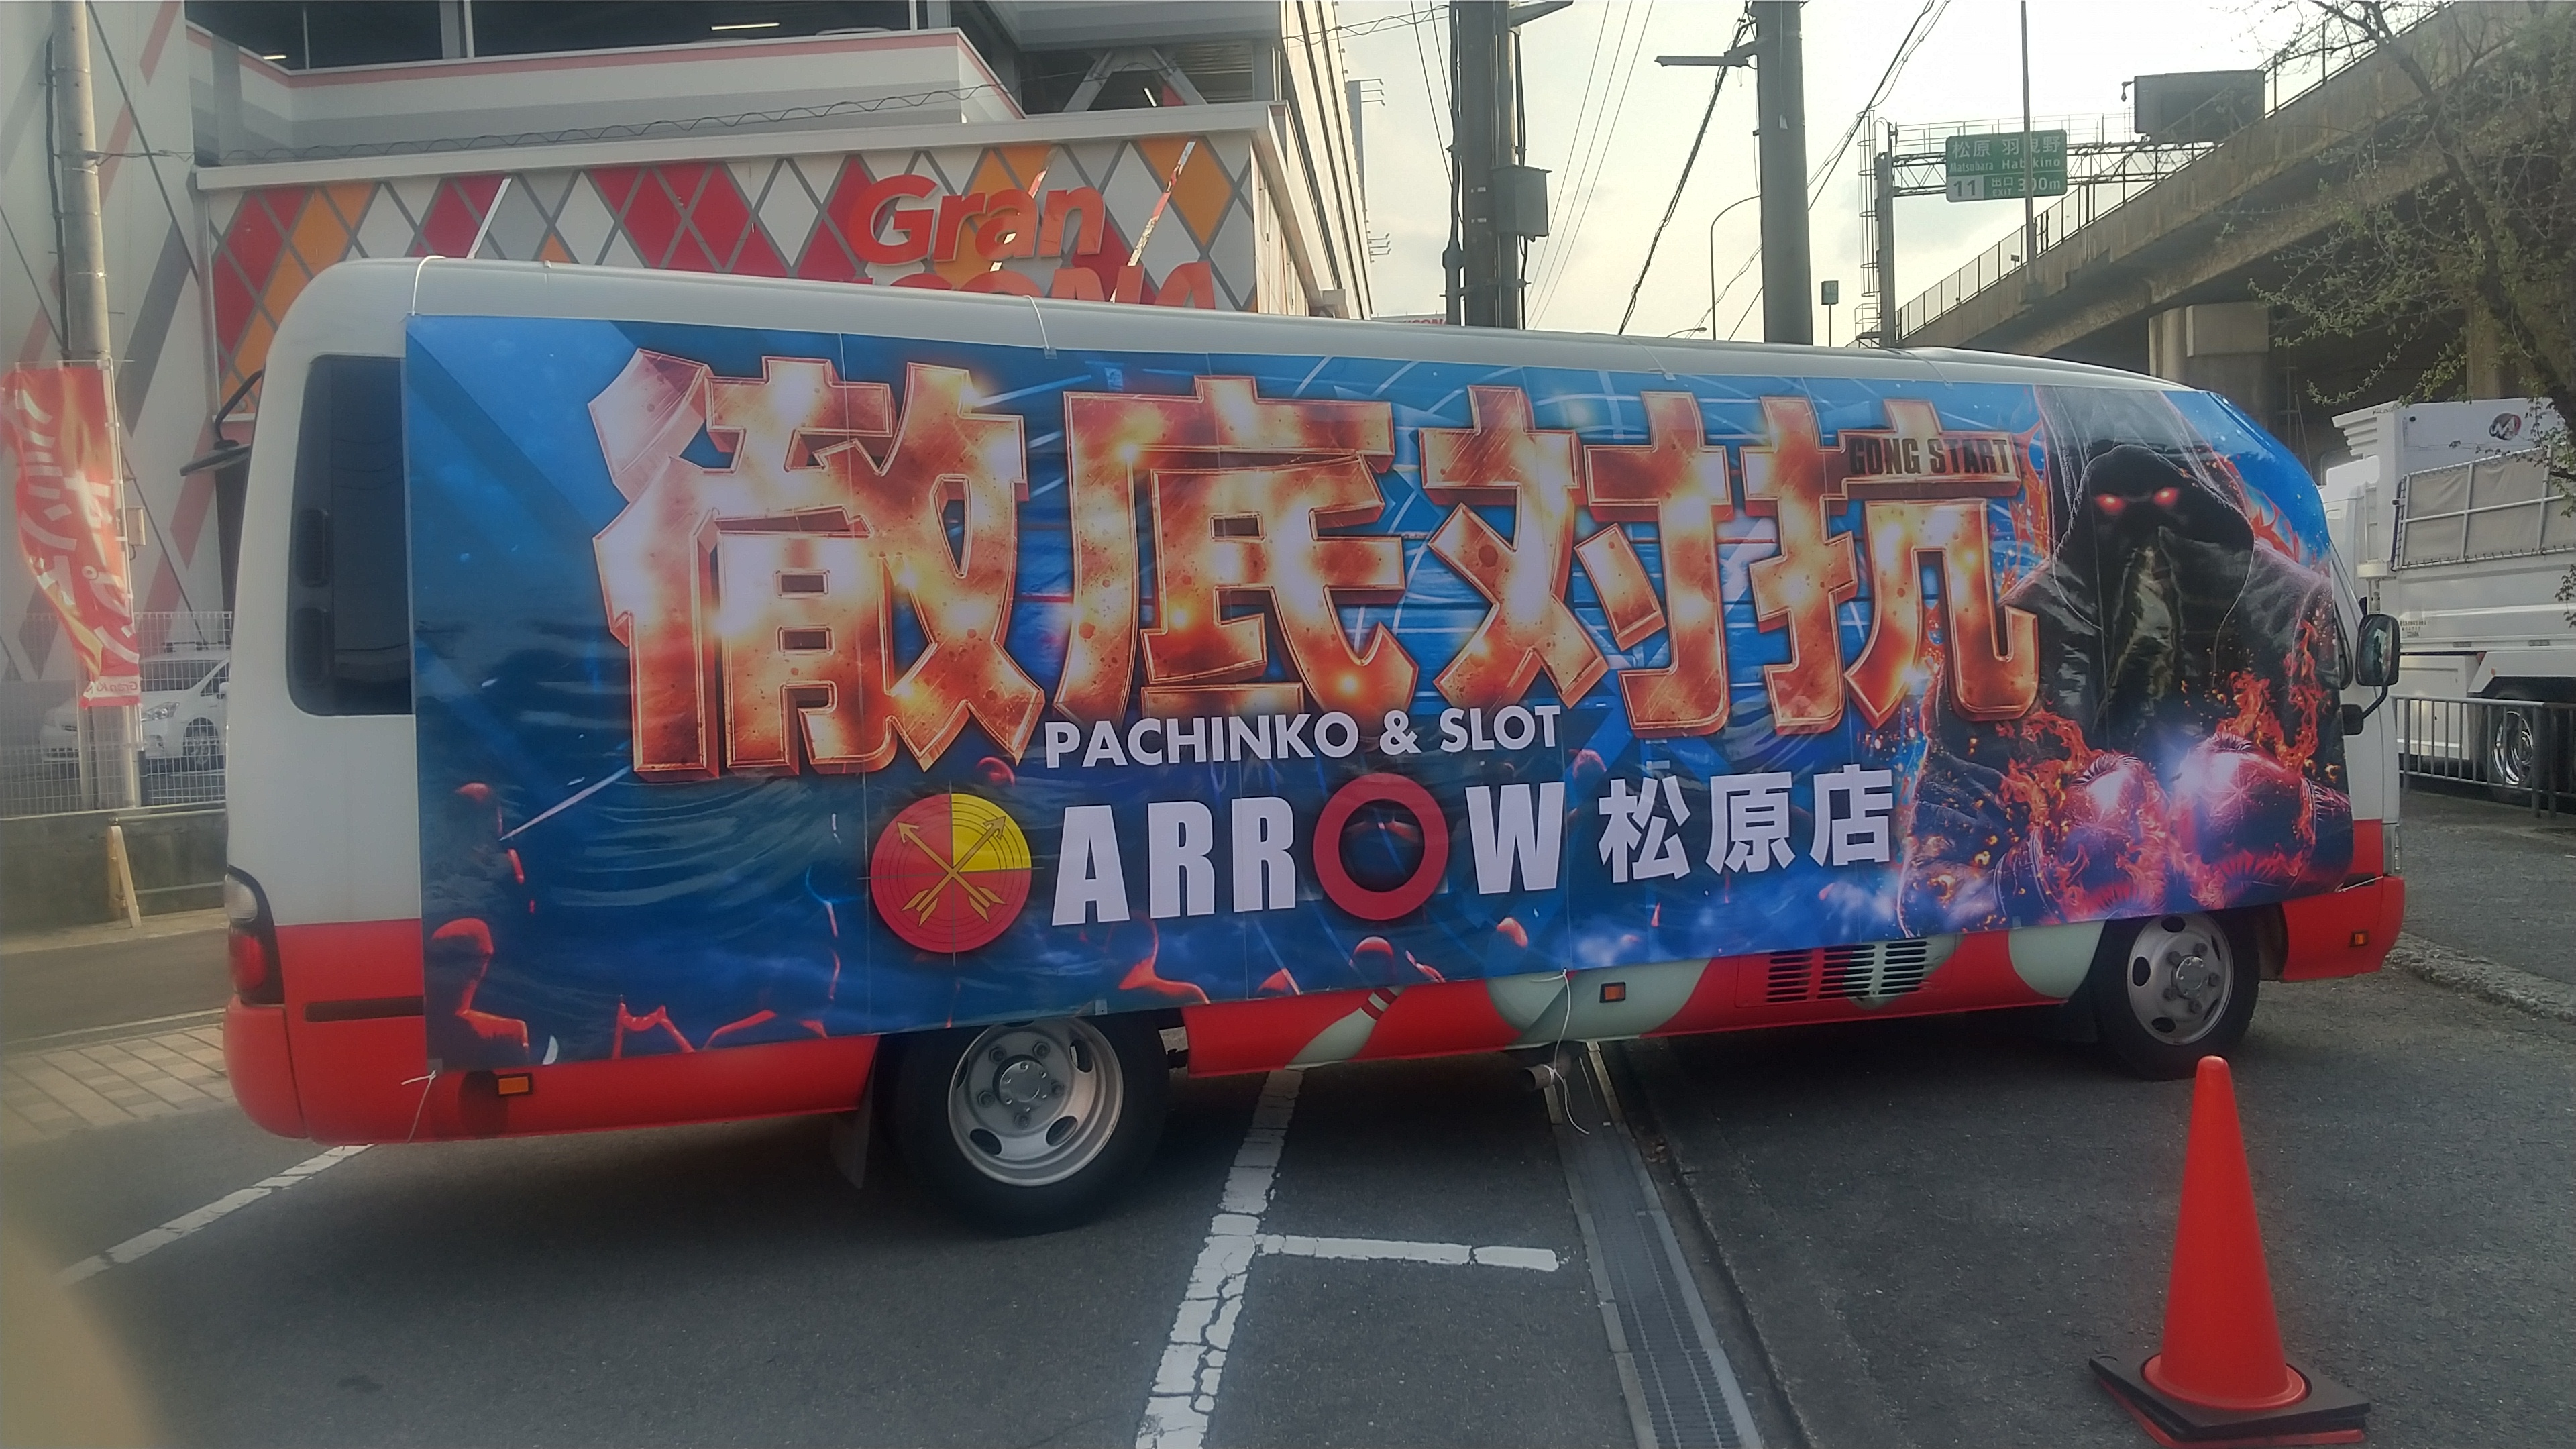 Gran
松原 羽曳野
Matsubara Habikino
11 出口 EXIT 300m
徹底対抗
GONG START
PACHINKO & SLOT
ARROW 松原店